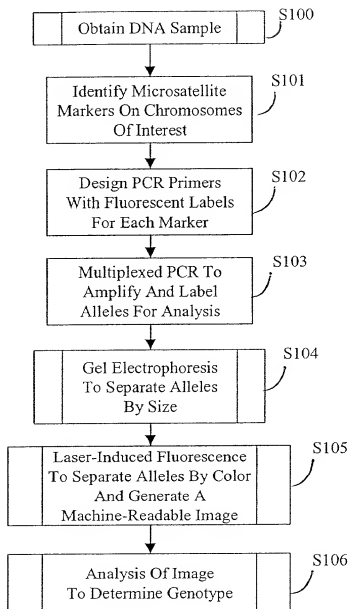 S100
Obtain DNA Sample
S101
Identify Microsatellite
Markers On Chromosomes
Of Interest
S102
Design PCR Primers
With Fluorescent Labels
For Each Marker
S103
Multiplexed PCR To
Amplify And Label
Alleles For Analysis
S104
Gel Electrophoresis
To Separate Alleles
By Size
S105
Laser-Induced Fluorescence
To Separate Alleles By Color
And Generate A
Machine-Readable Image
S106
Analysis Of Image
To Determine Genotype